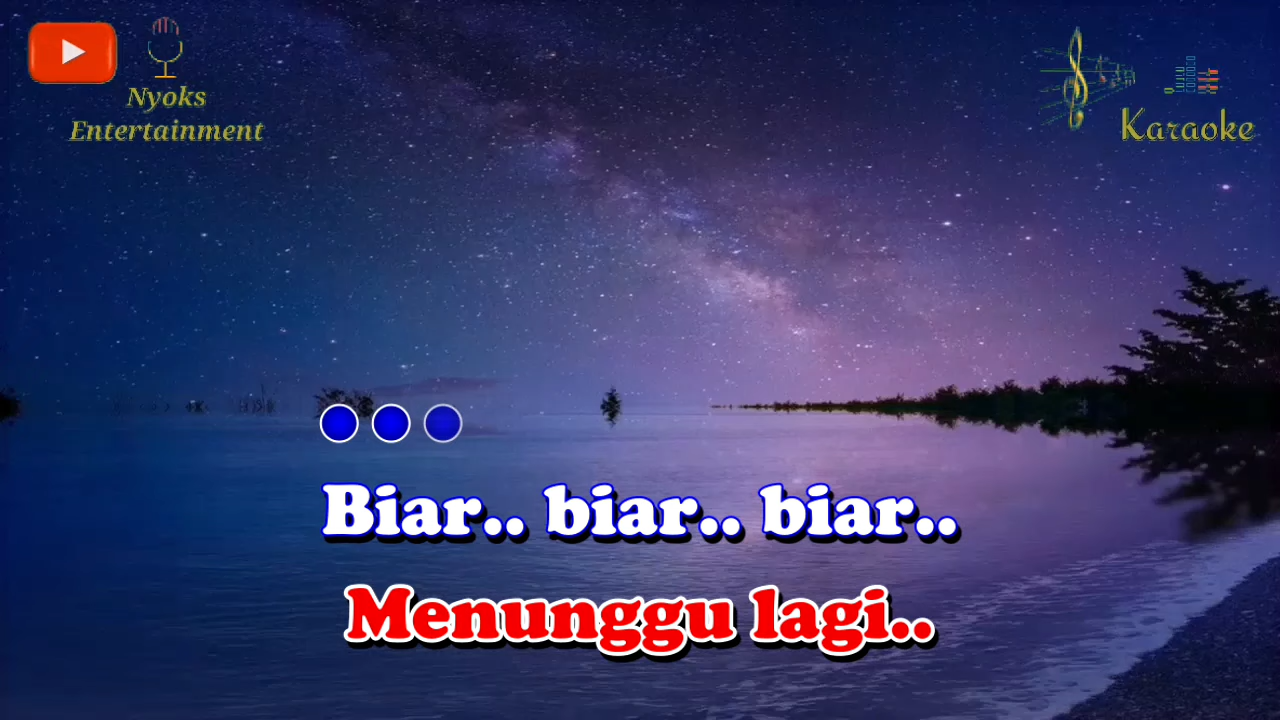 Nyoks
Entertainment
Karaoke
Biar.. biar.. biar..
Menunggu lagi..